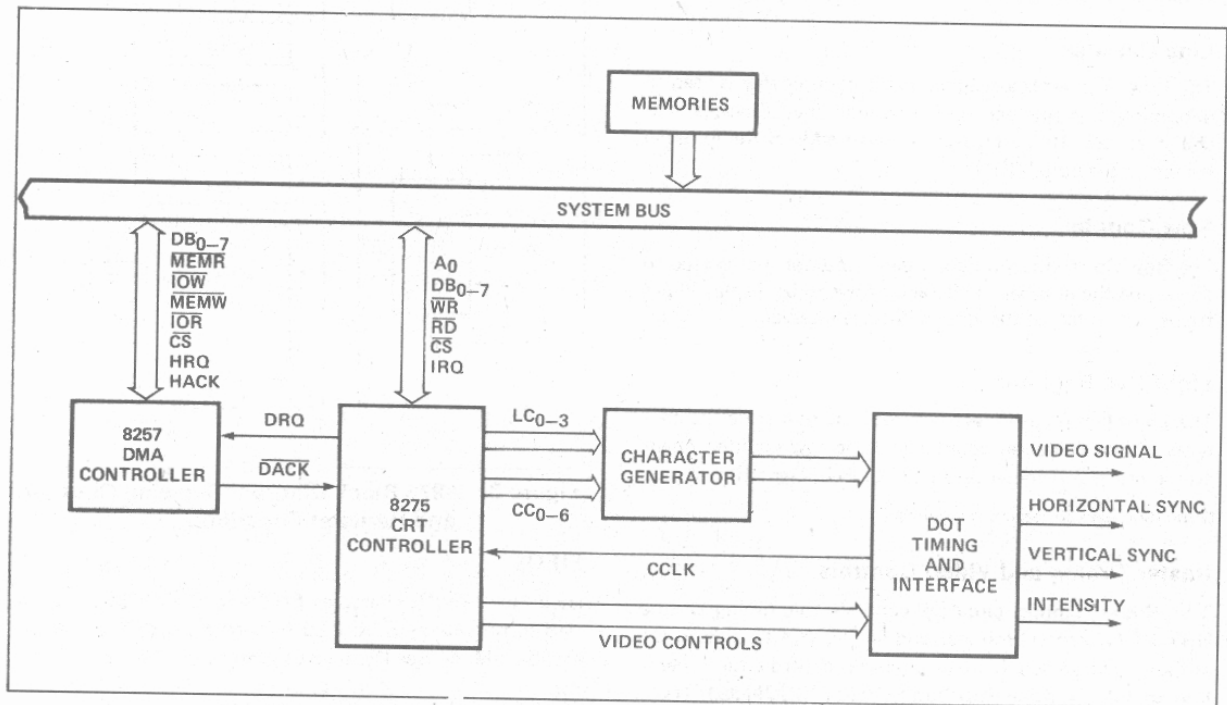 MEMORIES
SYSTEM BUS
DB0–7
MEMR
IOW
MEMW
IOR
CS
HRQ
HACK
A0
DB0–7
WR
RD
CS
IRQ
8257
DMA
CONTROLLER
DRQ
DACK
8275
CRT
CONTROLLER
LC0–3
CC0–6
CHARACTER
GENERATOR
CCLK
VIDEO CONTROLS
DOT
TIMING
AND
INTERFACE
VIDEO SIGNAL
HORIZONTAL SYNC
VERTICAL SYNC
INTENSITY